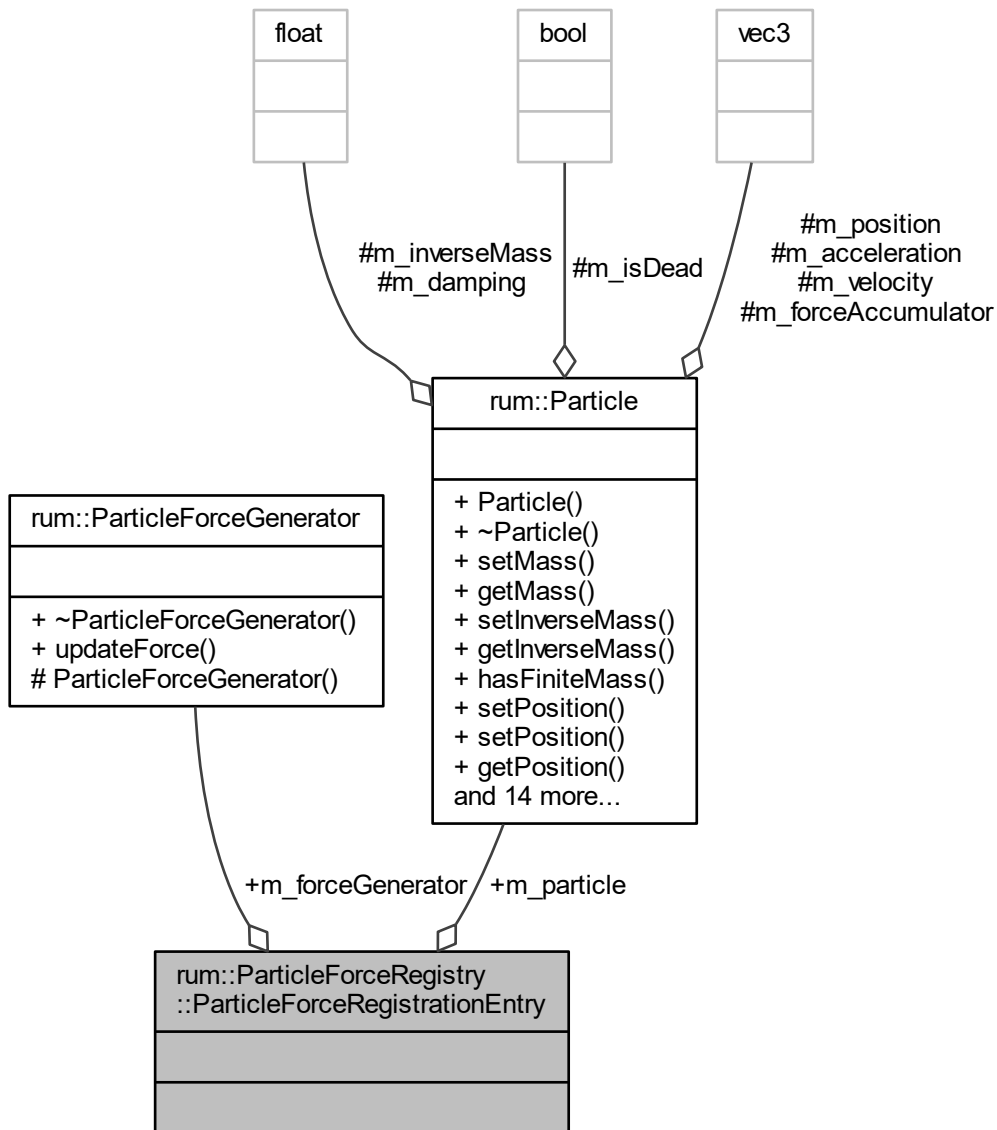 float
bool
vec3
#m_inverseMass
#m_damping
#m_isDead
#m_position
#m_acceleration
#m_velocity
#m_forceAccumulator
rum::Particle
+ Particle()
+ ~Particle()
+ setMass()
+ getMass()
+ setInverseMass()
+ getInverseMass()
+ hasFiniteMass()
+ setPosition()
+ setPosition()
+ getPosition()
and 14 more...
rum::ParticleForceGenerator
+ ~ParticleForceGenerator()
+ updateForce()
# ParticleForceGenerator()
+m_forceGenerator
+m_particle
rum::ParticleForceRegistry
::ParticleForceRegistrationEntry